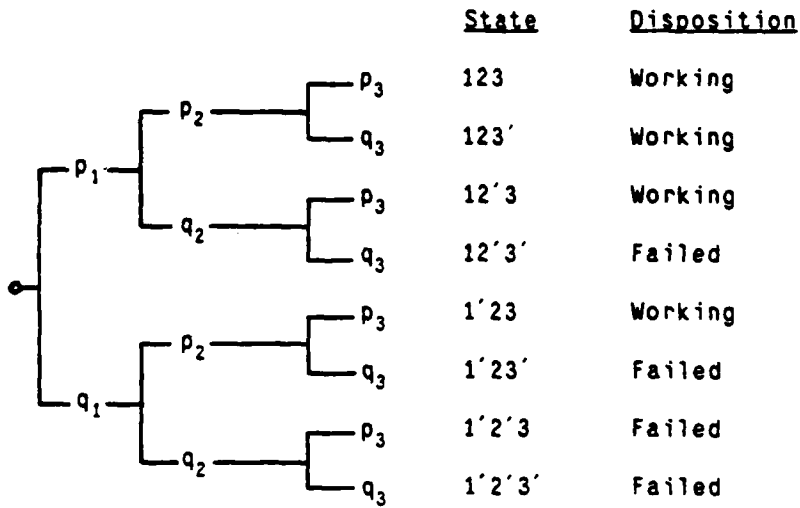 State Disposition
p3 123 Working
p2
q3 123′ Working
p1
p3 12′3 Working
q2
q3 12′3′ Failed
p3 1′23 Working
p2
q3 1′23′ Failed
q1
p3 1′2′3 Failed
q2
q3 1′2′3′ Failed